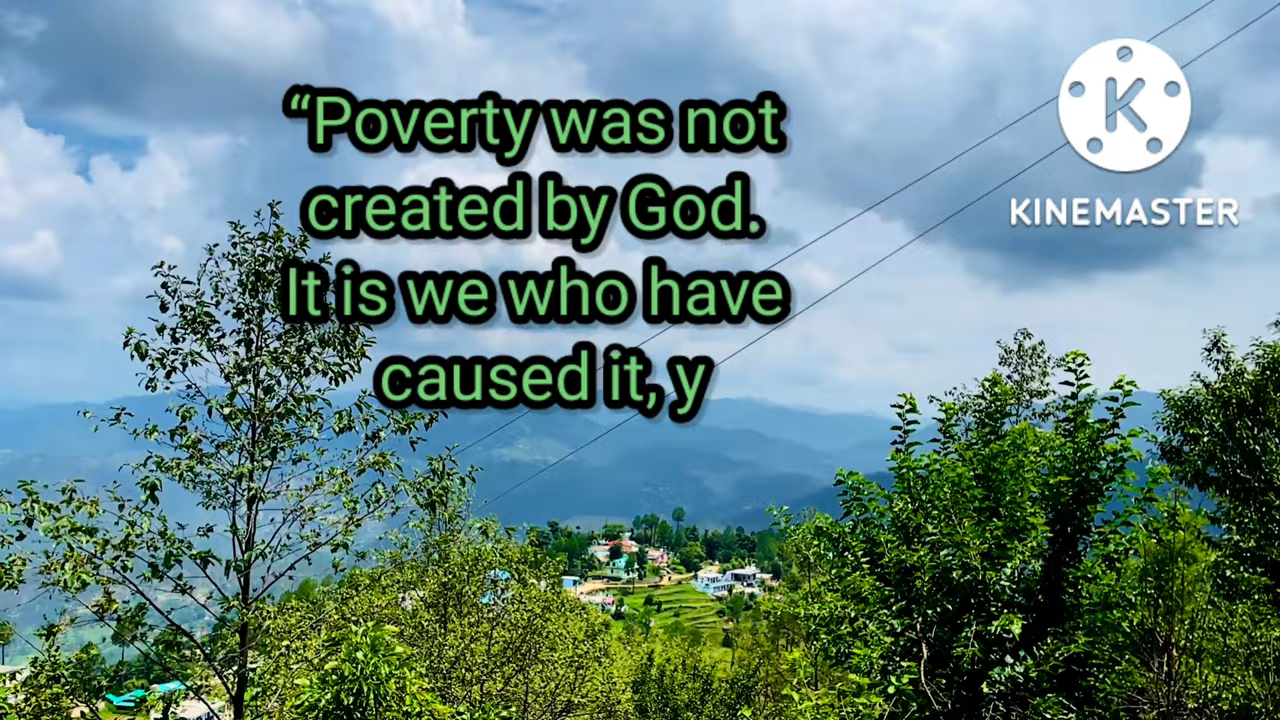 “Poverty was not
created by God.
It is we who have
caused it, y
K
KINEMASTER